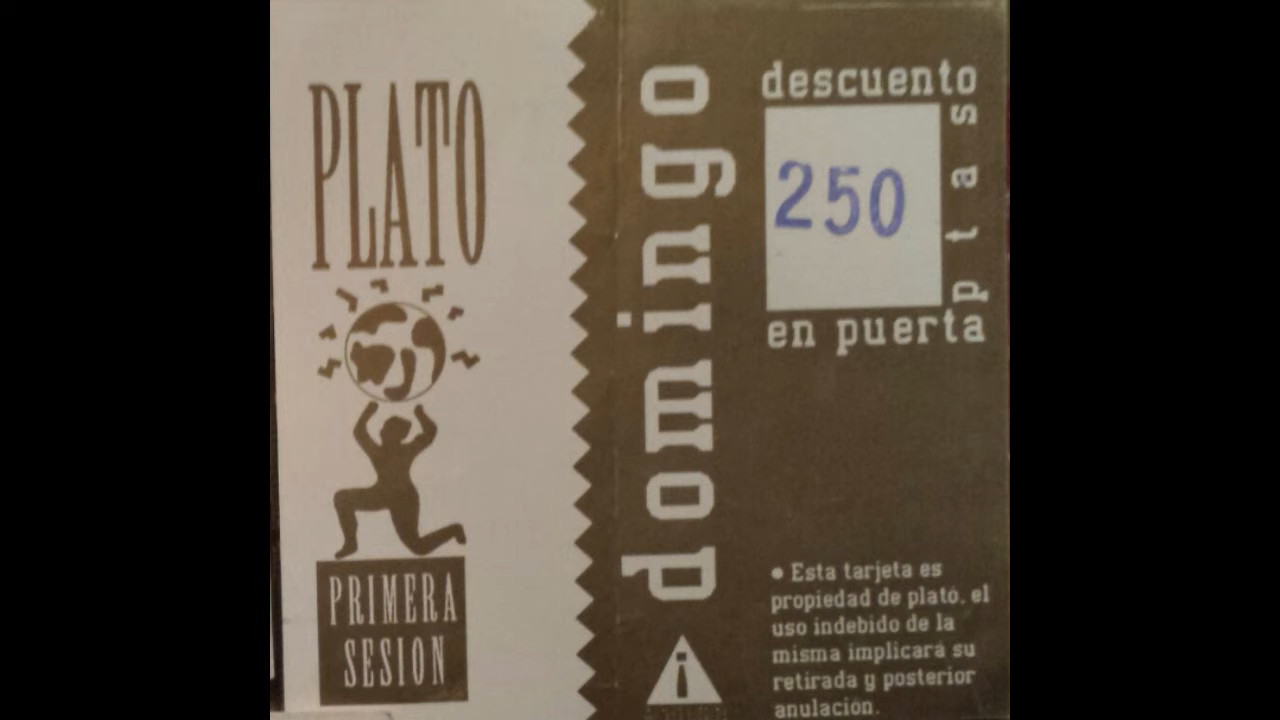 PLATO
PRIMERA
SESION
domingo
descuento
250
ptas
en puerta
• Esta tarjeta es
propiedad de plató, el
uso indebido de la
misma implicará su
retirada y posterior
anulación.